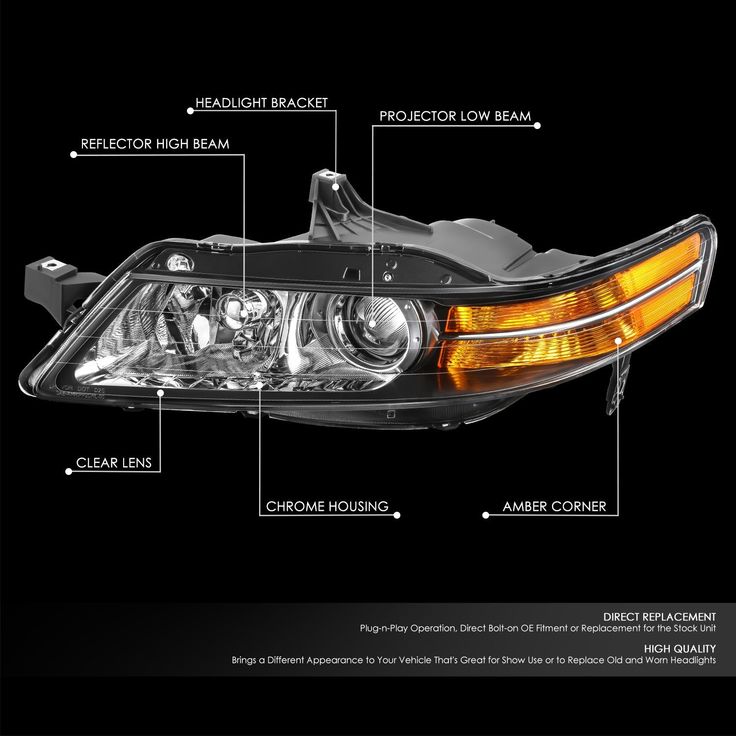 HEADLIGHT BRACKET
PROJECTOR LOW BEAM
REFLECTOR HIGH BEAM
CLEAR LENS
CHROME HOUSING
AMBER CORNER
DIRECT REPLACEMENT
Plug-n-Play Operation, Direct Bolt-on OE Fitment or Replacement for the Stock Unit
HIGH QUALITY
Brings a Different Appearance to Your Vehicle That's Great for Show Use or to Replace Old and Worn Headlights